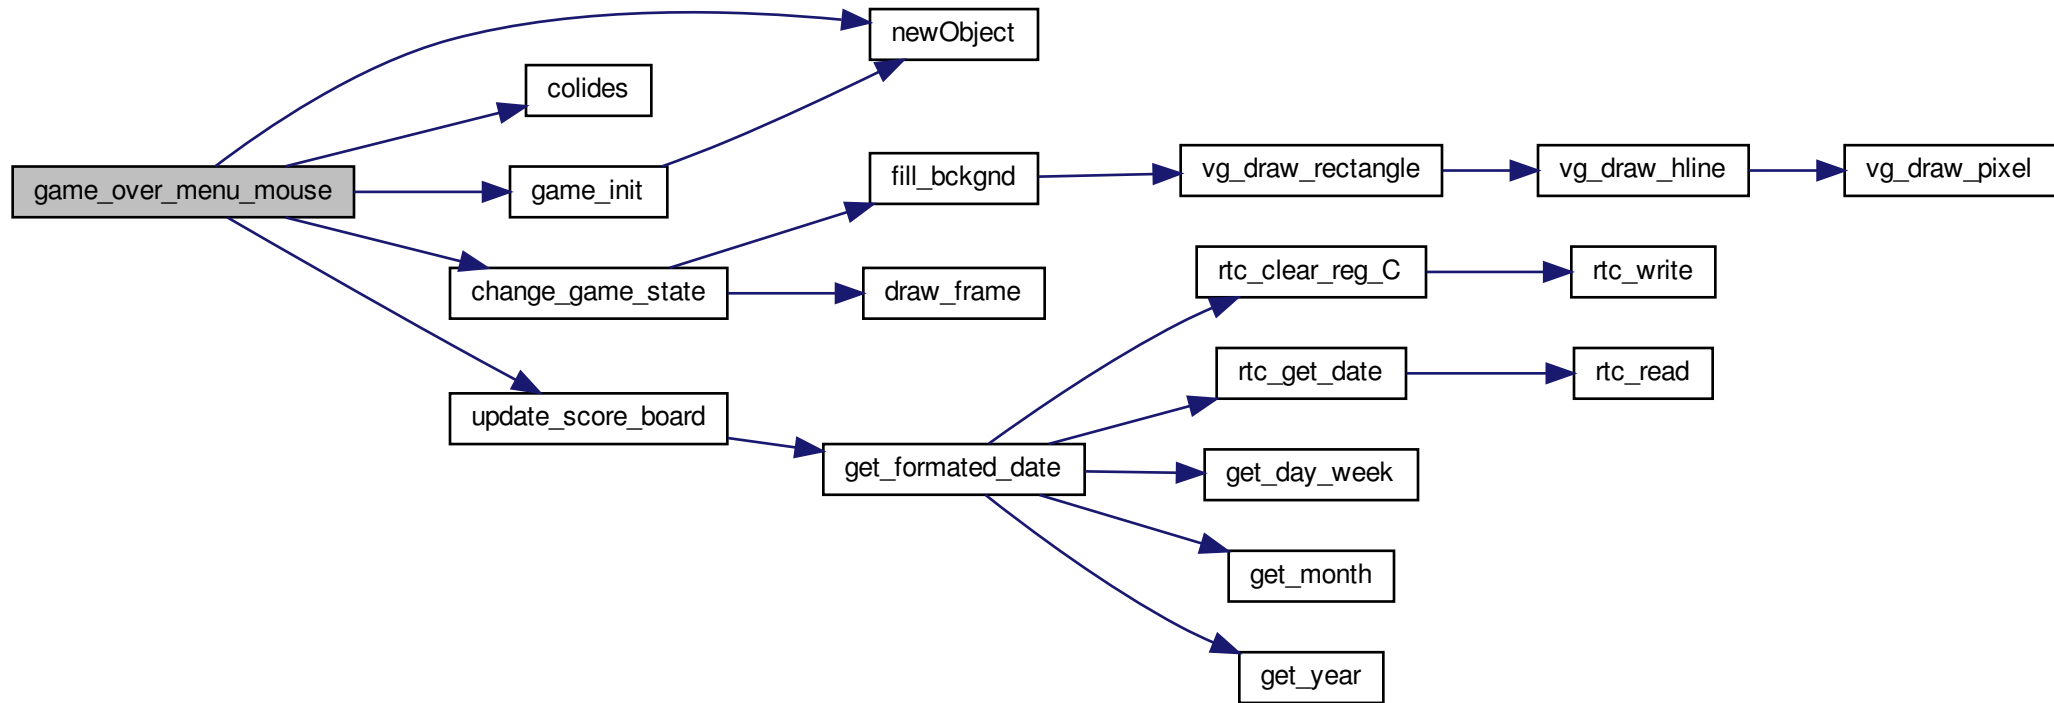 newObject
colides
game_over_menu_mouse
game_init
fill_bckgnd
vg_draw_rectangle
vg_draw_hline
vg_draw_pixel
change_game_state
draw_frame
rtc_clear_reg_C
rtc_write
rtc_get_date
rtc_read
update_score_board
get_formated_date
get_day_week
get_month
get_year